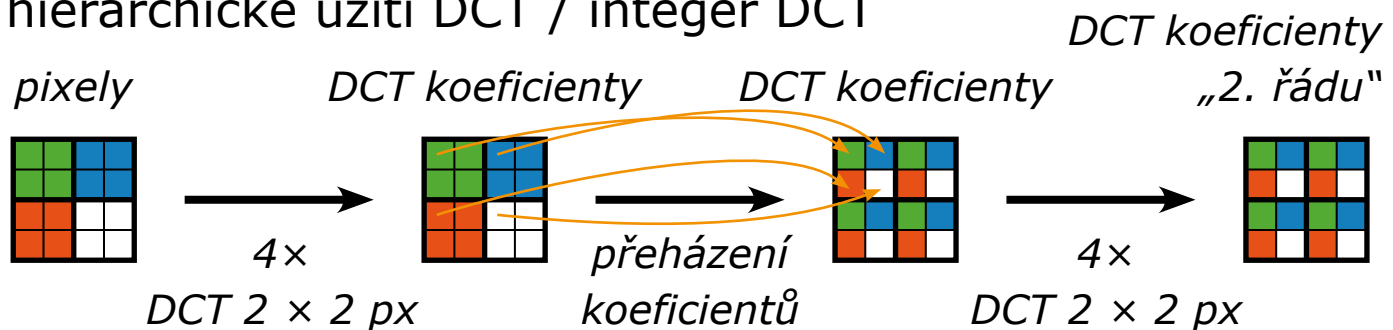 hierarchické užití DCT / integer DCT
DCT koeficienty
pixely DCT koeficienty DCT koeficienty „2. řádu“
4× přeházení 4×
DCT 2 × 2 px koeficientů DCT 2 × 2 px